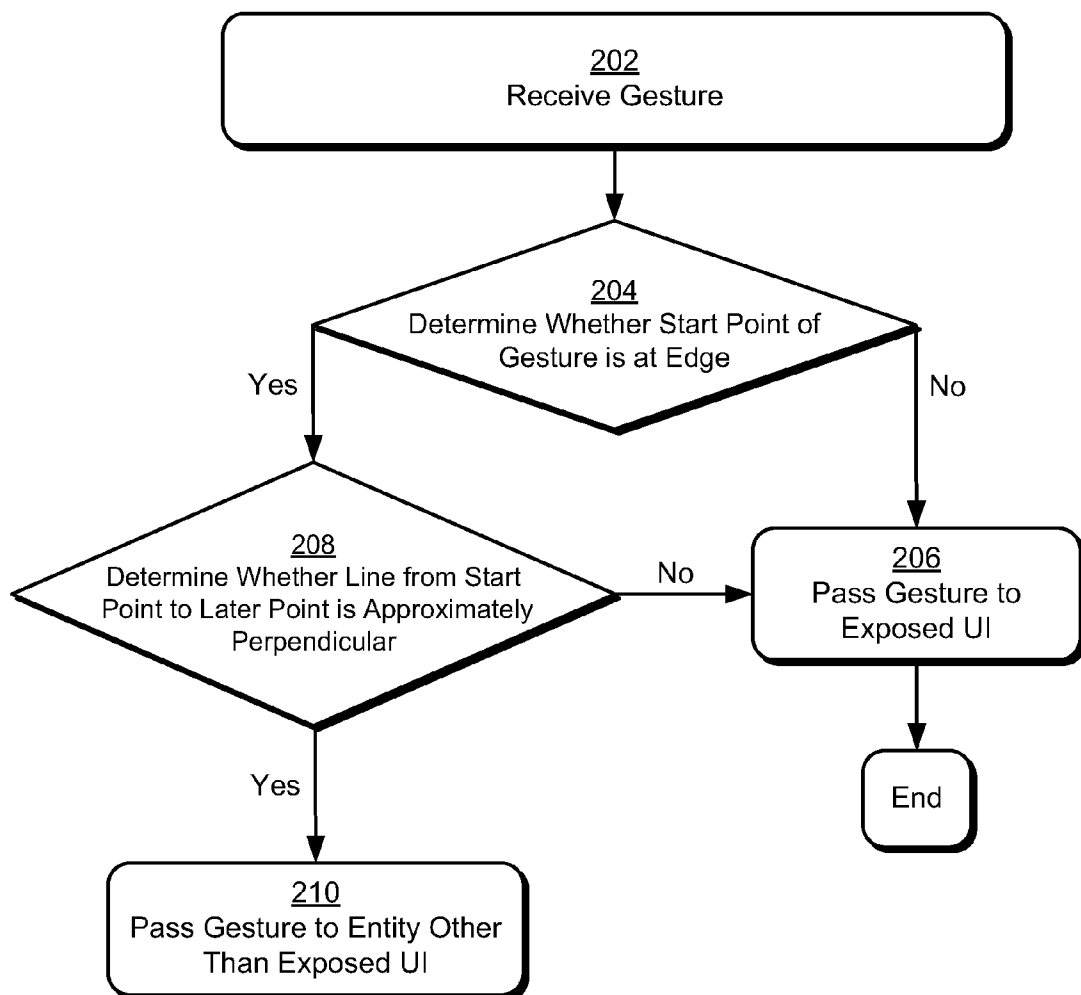 202
Receive Gesture
204
Determine Whether Start Point of
Gesture is at Edge
Yes
No
208
Determine Whether Line from Start
Point to Later Point is Approximately
Perpendicular
No
206
Pass Gesture to
Exposed UI
Yes
End
210
Pass Gesture to Entity Other
Than Exposed UI